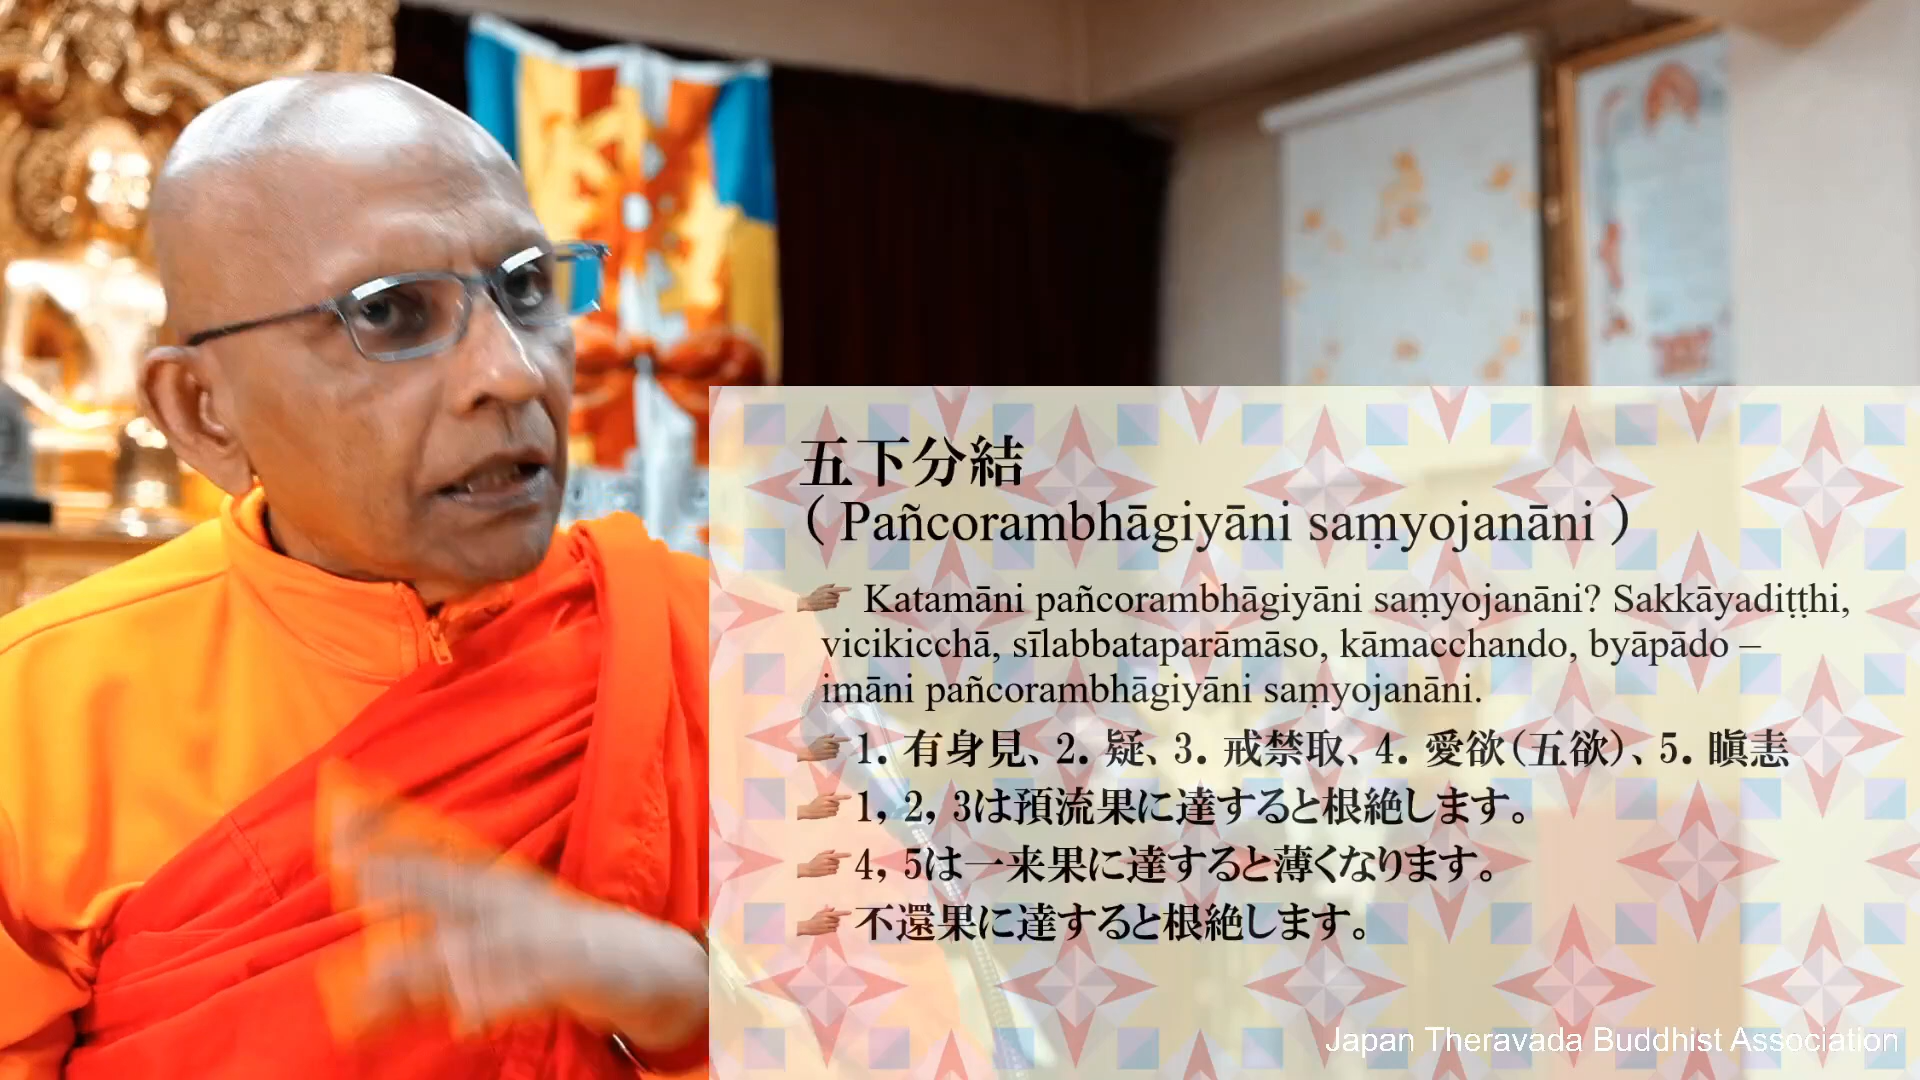 五下分結
（Pañcorambhāgiyāni saṃyojanāni）
Katamāni pañcorambhāgiyāni saṃyojanāni? Sakkāyadiṭṭhi,
vicikicchā, sīlabbataparāmāso, kāmacchando, byāpādo –
imāni pañcorambhāgiyāni saṃyojanāni.
1. 有身見、2. 疑、3. 戒禁取、4. 愛欲（五欲）、5. 瞋恚
1, 2, 3は預流果に達すると根絶します。
4, 5は一来果に達すると薄くなります。
不還果に達すると根絶します。
Japan Theravada Buddhist Association